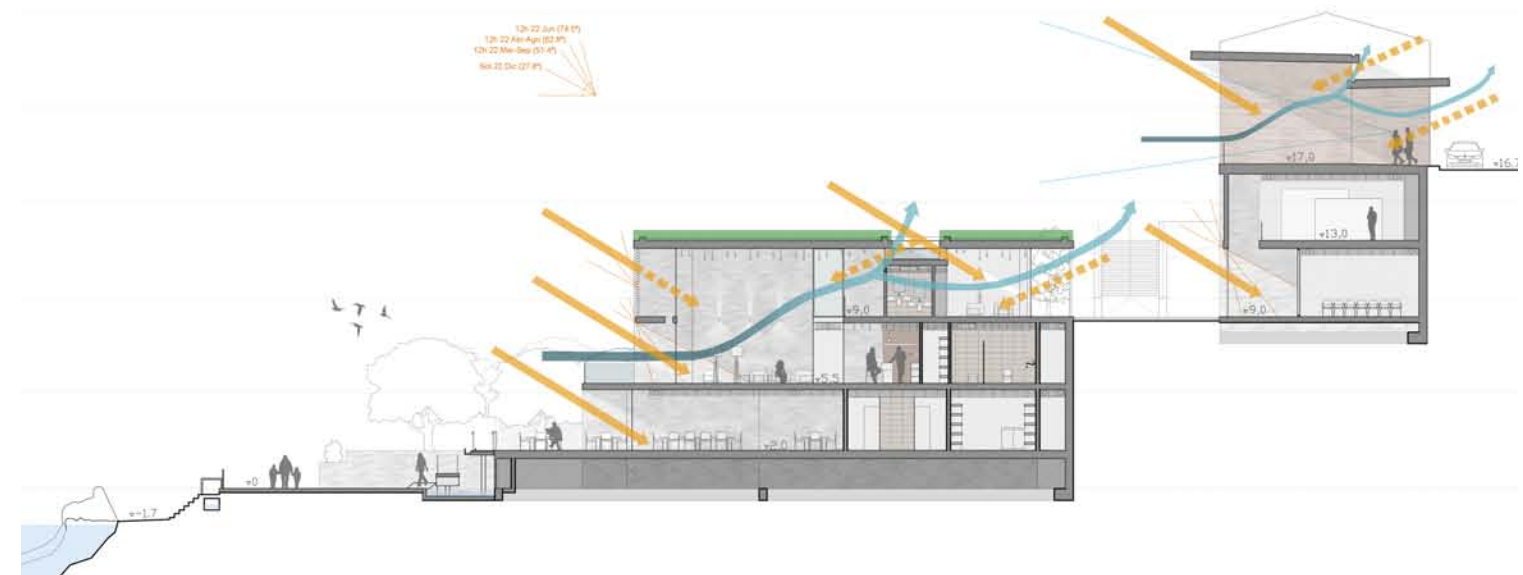 12h 22 Jun (74.5º)
12h 22 Abr-Ago (62.8º)
12h 22 Mar-Sep (51.4º)
Sol 22 Dic (27.8º)
17,0
16.7
13,0
9,0
9,0
5,5
2,0
±0
-1.7